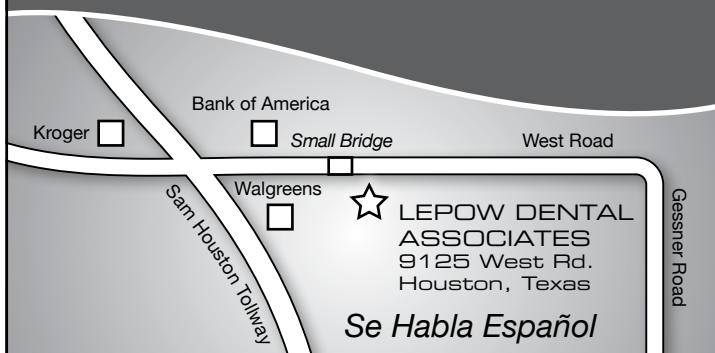 Bank of America
Kroger
Small Bridge
West Road
Walgreens
Sam Houston Tollway
Gessner Road
LEPOW DENTAL
ASSOCIATES
9125 West Rd.
Houston, Texas
Se Habla Español